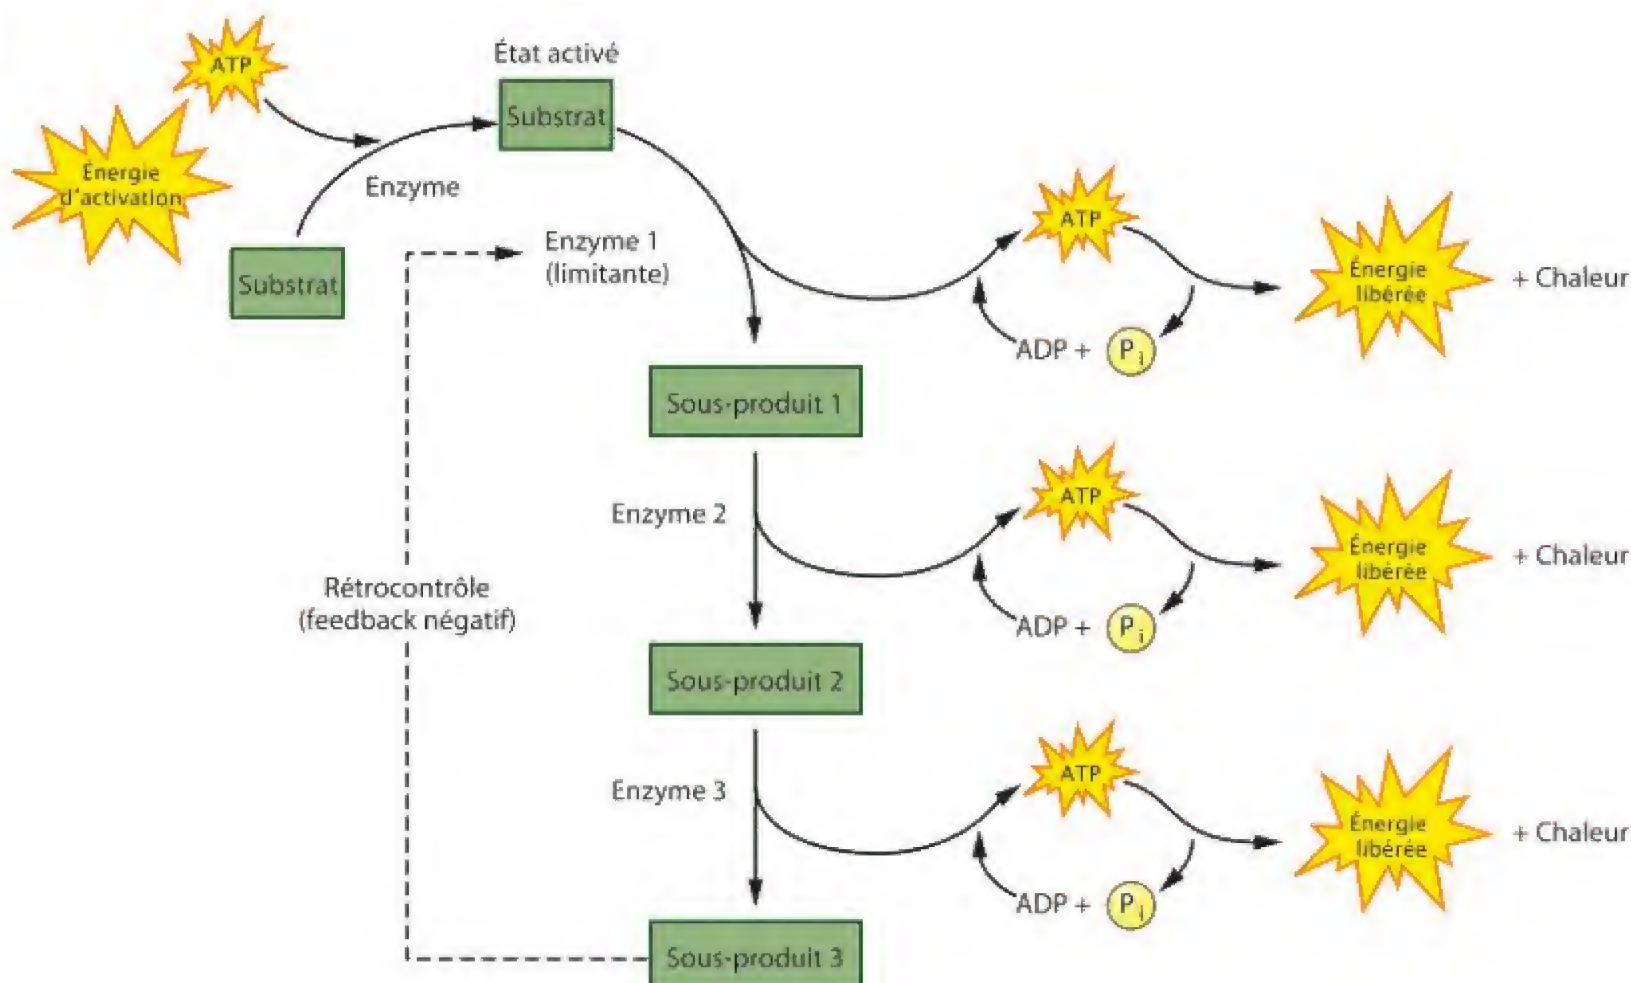 ATP
Énergie
d'activation
Substrat
Enzyme
État activé
Substrat
Enzyme 1
(limitante)
ATP
ADP + Pi
Énergie
libérée
+ Chaleur
Sous-produit 1
Enzyme 2
ATP
ADP + Pi
Énergie
libérée
+ Chaleur
Rétrocontrôle
(feedback négatif)
Sous-produit 2
Enzyme 3
ATP
ADP + Pi
Énergie
libérée
+ Chaleur
Sous-produit 3